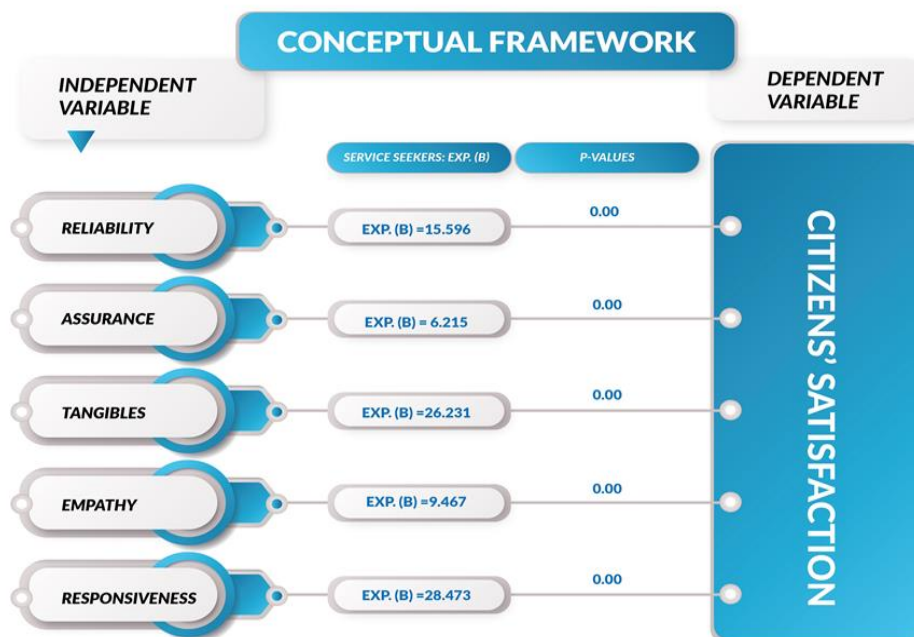 CONCEPTUAL FRAMEWORK
INDEPENDENT
VARIABLE
DEPENDENT
VARIABLE
SERVICE SEEKERS: EXP. (B)
P-VALUES
RELIABILITY
EXP. (B) =15.596
0.00
ASSURANCE
EXP. (B) = 6.215
0.00
TANGIBLES
EXP. (B) =26.231
0.00
EMPATHY
EXP. (B) =9.467
0.00
RESPONSIVENESS
EXP. (B) =28.473
0.00
CITIZENS' SATISFACTION